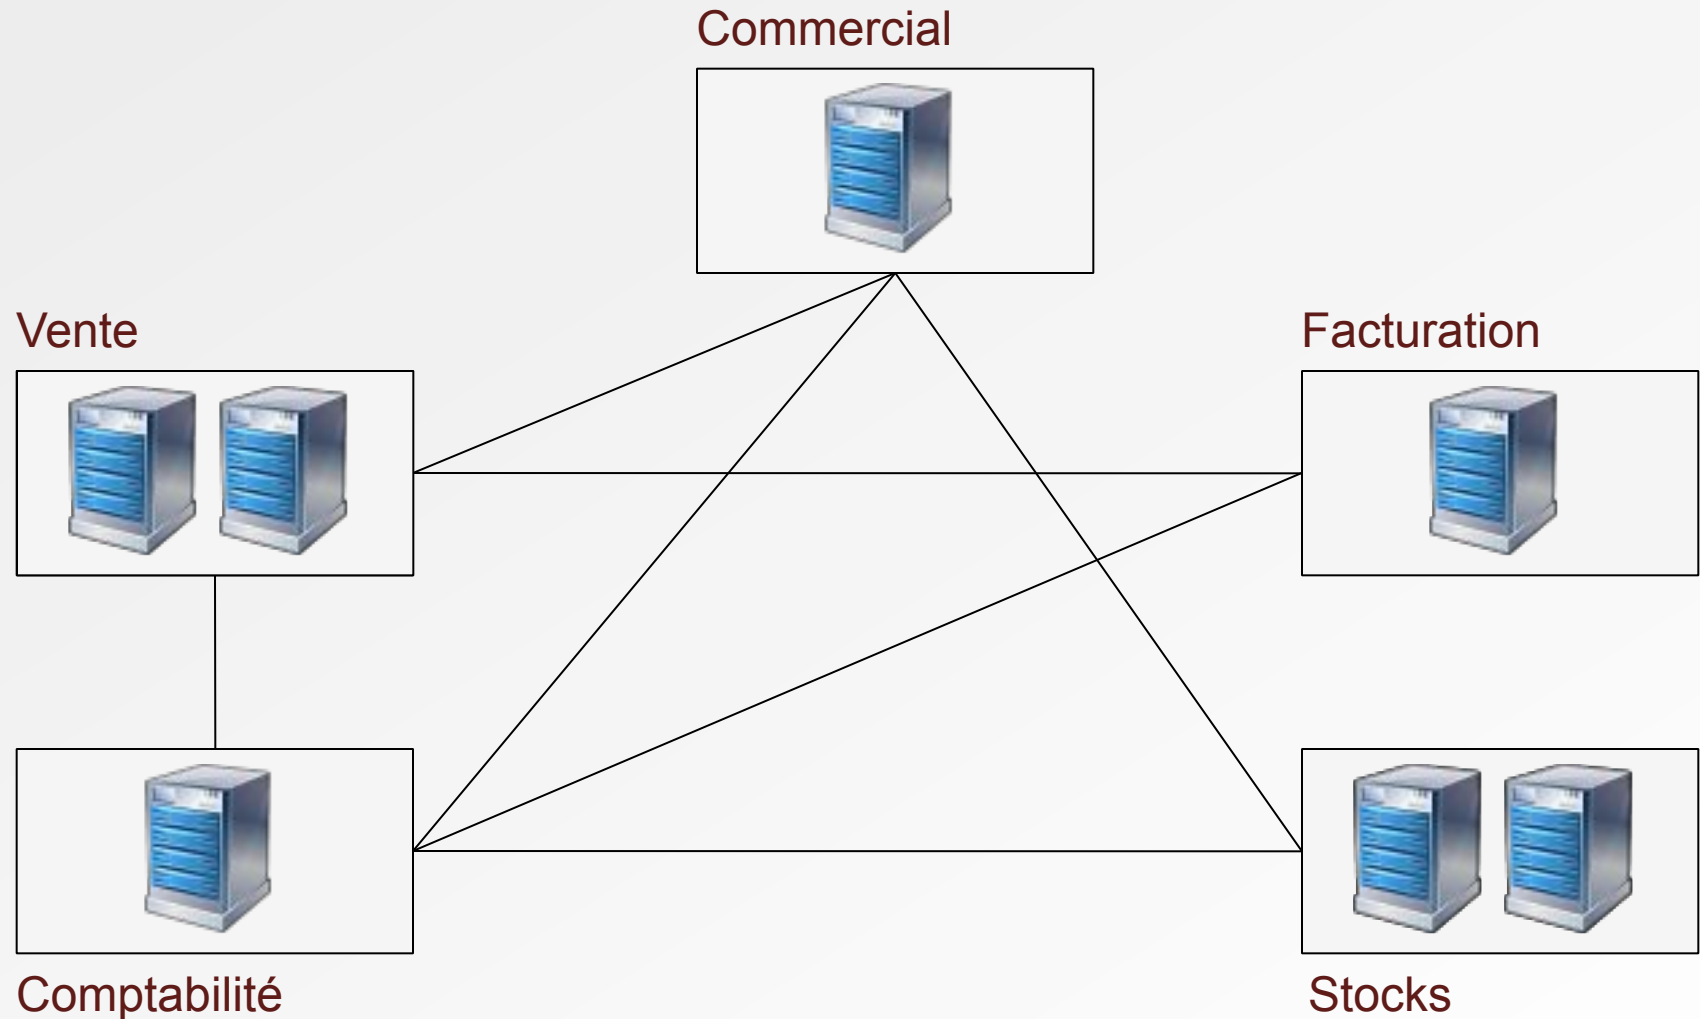 Commercial
Vente
Facturation
Comptabilité
Stocks